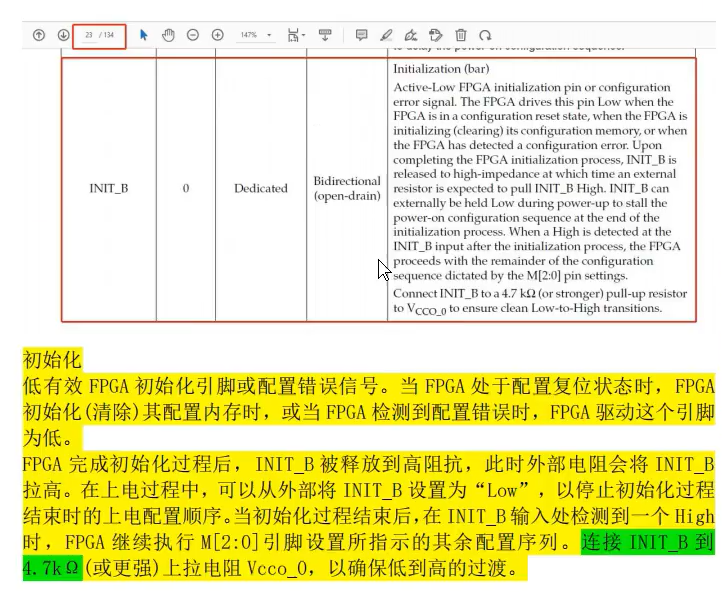 23 / 134
147%
INIT_B
0
Dedicated
Bidirectional
(open-drain)
Initialization (bar)
Active-Low FPGA initialization pin or configuration
error signal. The FPGA drives this pin Low when the
FPGA is in a configuration reset state, when the FPGA is
initializing (clearing) its configuration memory, or when
the FPGA has detected a configuration error. Upon
completing the FPGA initialization process, INIT_B is
released to high-impedance at which time an external
resistor is expected to pull INIT_B High. INIT_B can
externally be held Low during power-up to stall the
power-on configuration sequence at the end of the
initialization process. When a High is detected at the
INIT_B input after the initialization process, the FPGA
proceeds with the remainder of the configuration
sequence dictated by the M[2:0] pin settings.
Connect INIT_B to a 4.7 kΩ (or stronger) pull-up resistor
to VCCO_0 to ensure clean Low-to-High transitions.
初始化
低有效 FPGA 初始化引脚或配置错误信号。当 FPGA 处于配置复位状态时，FPGA
初始化(清除)其配置内存时，或当 FPGA 检测到配置错误时，FPGA 驱动这个引脚
为低。
FPGA 完成初始化过程后，INIT_B 被释放到高阻抗，此时外部电阻会将 INIT_B
拉高。在上电过程中，可以从外部将 INIT_B 设置为“Low”，以停止初始化过程
结束时的上电配置顺序。当初始化过程结束后，在 INIT_B 输入处检测到一个 High
时，FPGA 继续执行 M[2:0]引脚设置所指示的其余配置序列。连接 INIT_B 到
4.7kΩ(或更强)上拉电阻 Vcco_0，以确保低到高的过渡。